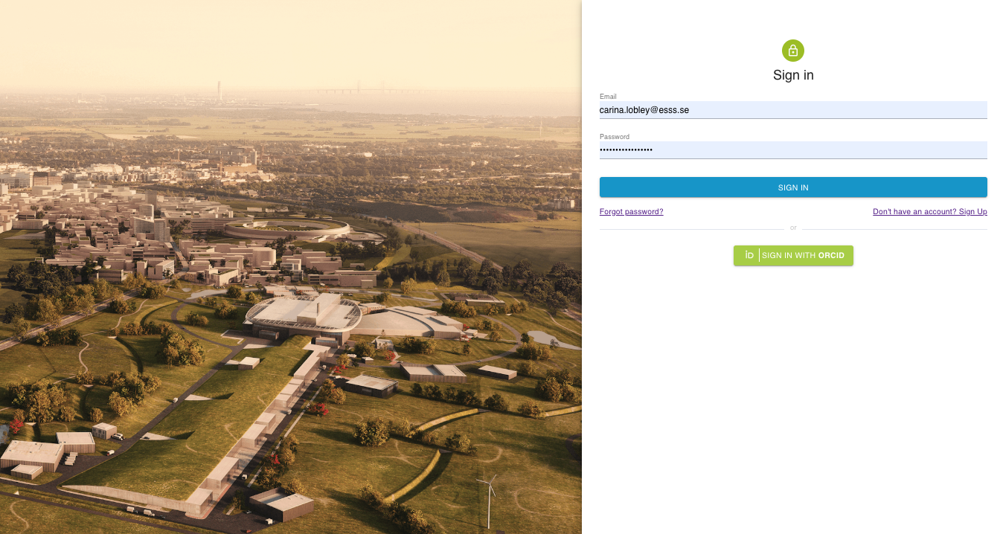 Sign in
Email
carina.lobley@esss.se
Password
•••••••••••••••••
SIGN IN
Forgot password? Don't have an account? Sign Up
or
iD SIGN IN WITH ORCID